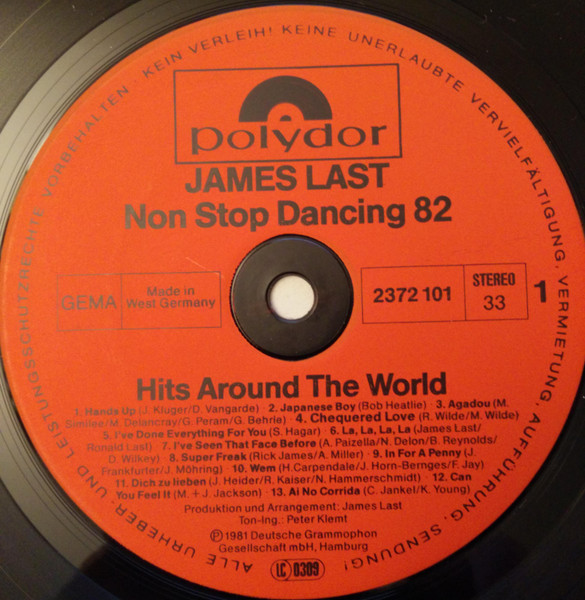 ALLE URHEBER UND LEISTUNGSSCHUTZRECHTE VORBEHALTEN · KEIN VERLEIH! KEINE UNERLAUBTE VERVIELFÄLTIGUNG, VERMIETUNG, AUFFÜHRUNG, SENDUNG!
polydor
JAMES LAST
Non Stop Dancing 82
GEMA
Made in
West Germany
2372 101
STEREO
33
1
Hits Around The World
1. Hands Up (J. Kluger/D. Vangarde) · 2. Japanese Boy (Bob Heatlie) · 3. Agadou (M.
Similee/M. Delancray/G. Peram/G. Behrle) · 4. Chequered Love (R. Wilde/M. Wilde)
5. I've Done Everything For You (S. Hagar) · 6. La, La, La, La (James Last/
Ronald Last) · 7. I've Seen That Face Before (A. Paizella/N. Delon/B. Reynolds/
D. Wilkey) · 8. Super Freak (Rick James/A. Miller) · 9. In For A Penny (J.
Frankfurter/J. Möhring) · 10. Wem (H.Carpendale/J. Horn-Bernges/F. Jay)
11. Dich zu lieben (J. Heider/R. Kaiser/N. Hammerschmidt) · 12. Can
You Feel It (M. + J. Jackson) · 13. Ai No Corrida (C. Jankel/K. Young)
Produktion und Arrangement: James Last
Ton-Ing.: Peter Klemt
Ⓟ 1981 Deutsche Grammophon
Gesellschaft mbH, Hamburg
LC 0309